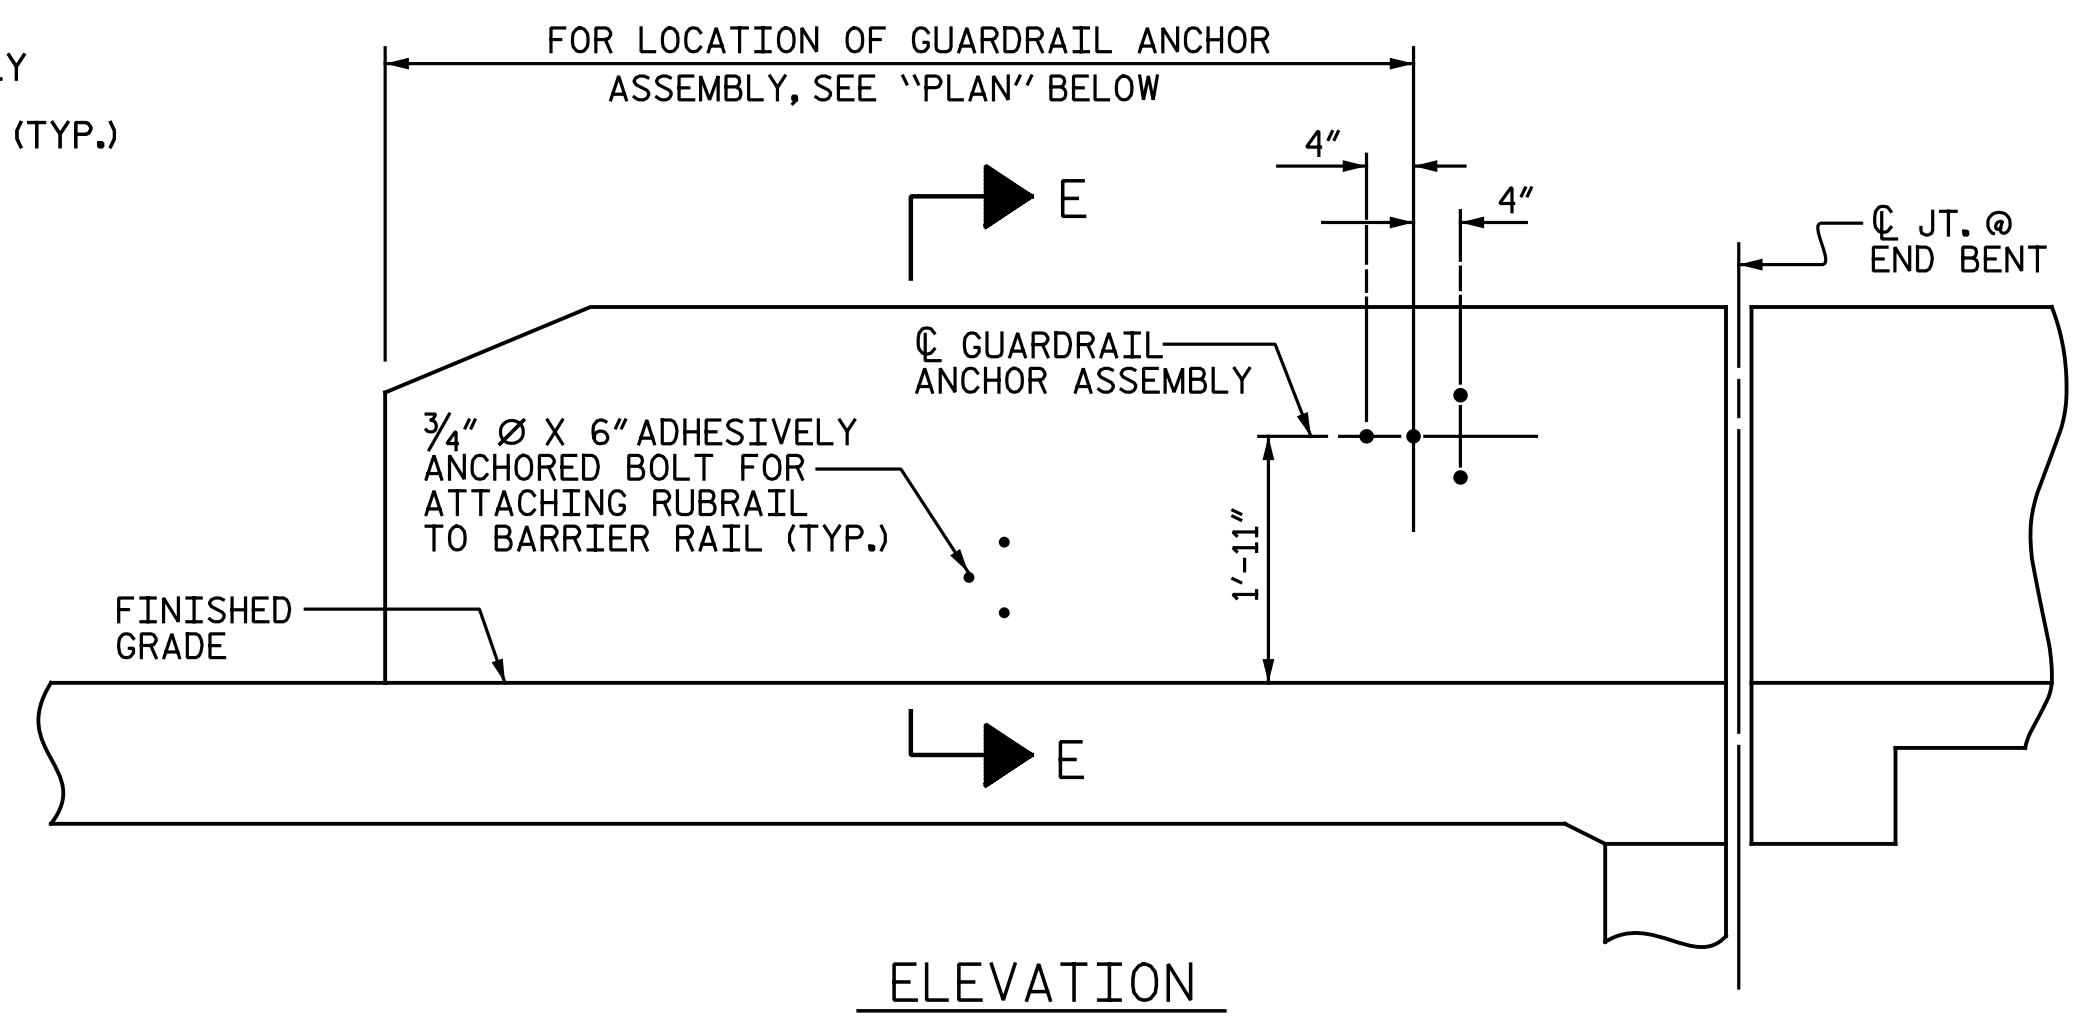 FOR LOCATION OF GUARDRAIL ANCHOR
ASSEMBLY, SEE "PLAN" BELOW
(TYP.)
4"
4"
E
℄ JT. @
END BENT
℄ GUARDRAIL
ANCHOR ASSEMBLY
¾" Ø X 6" ADHESIVELY
ANCHORED BOLT FOR
ATTACHING RUBRAIL
TO BARRIER RAIL (TYP.)
1'-11"
FINISHED
GRADE
E
ELEVATION